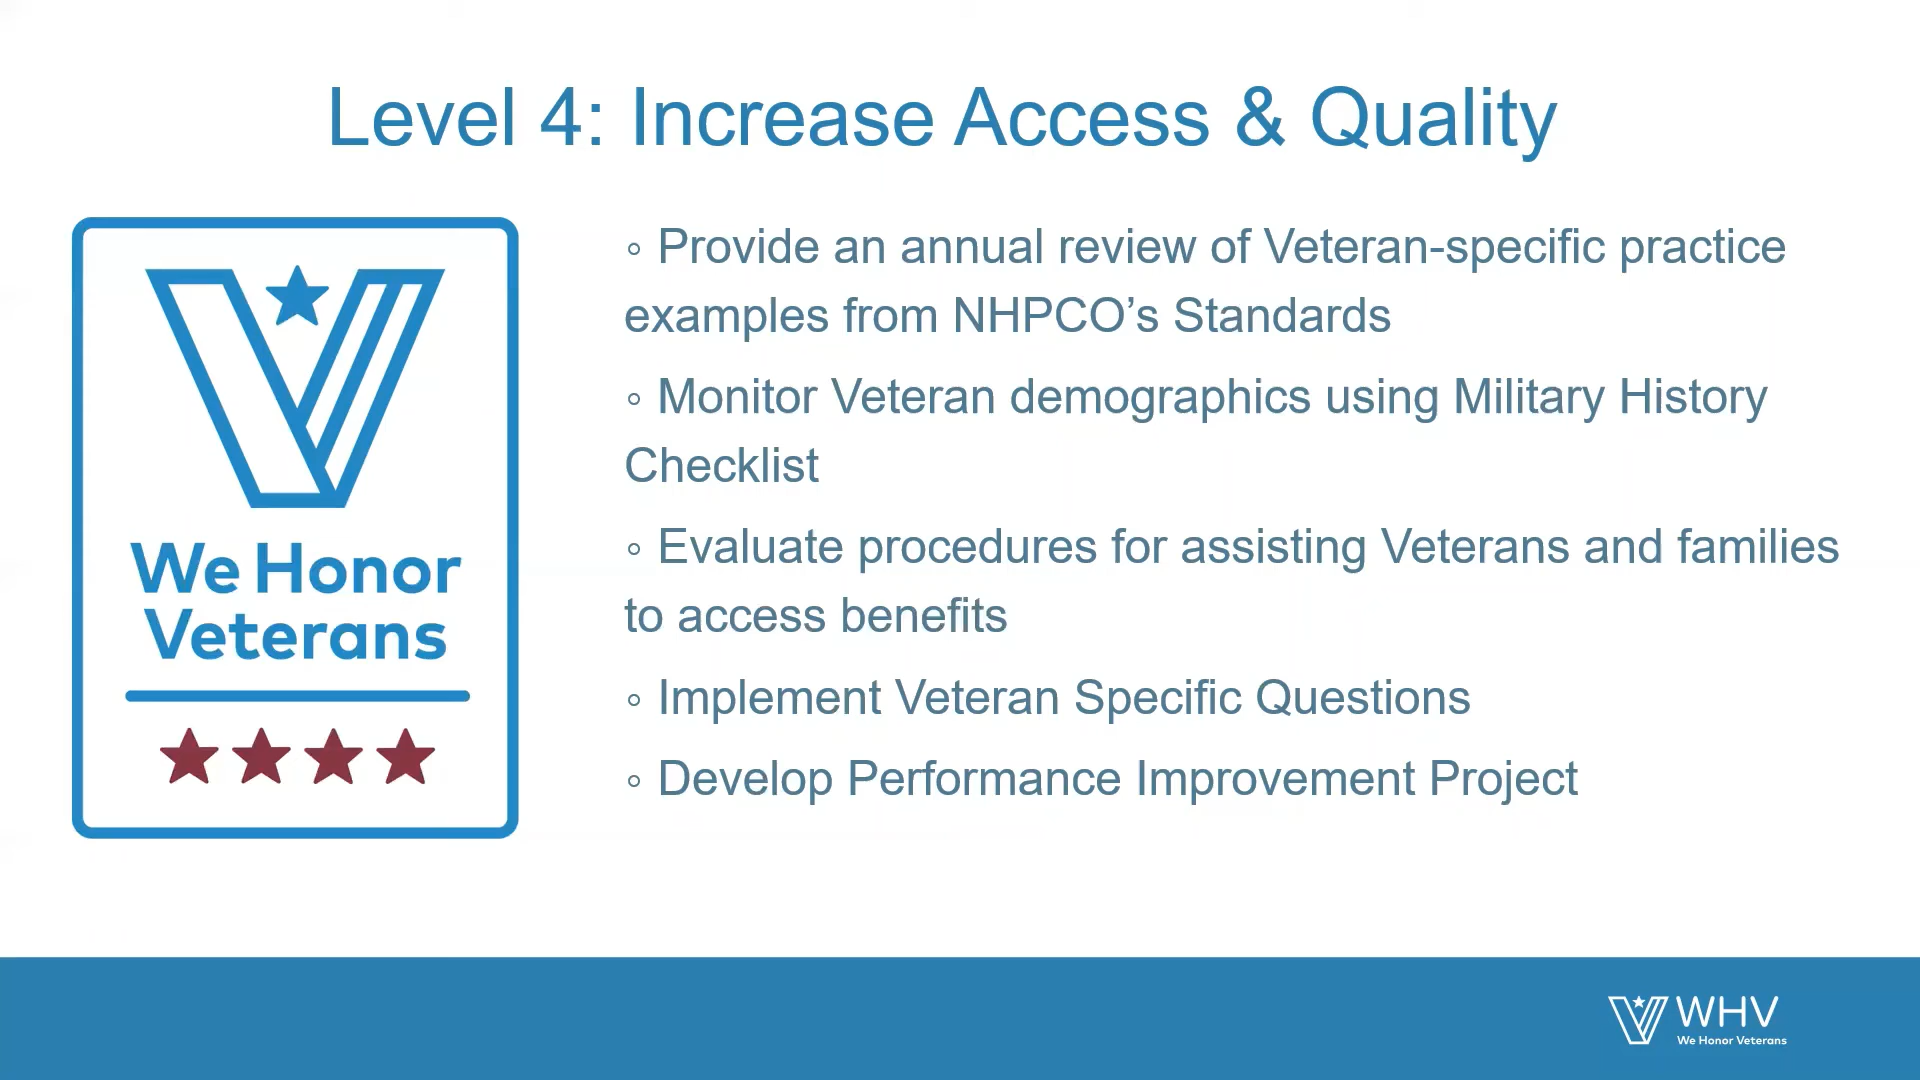 Level 4: Increase Access & Quality
We Honor
Veterans
◦ Provide an annual review of Veteran-specific practice
examples from NHPCO’s Standards
◦ Monitor Veteran demographics using Military History
Checklist
◦ Evaluate procedures for assisting Veterans and families
to access benefits
◦ Implement Veteran Specific Questions
◦ Develop Performance Improvement Project
WHV
We Honor Veterans